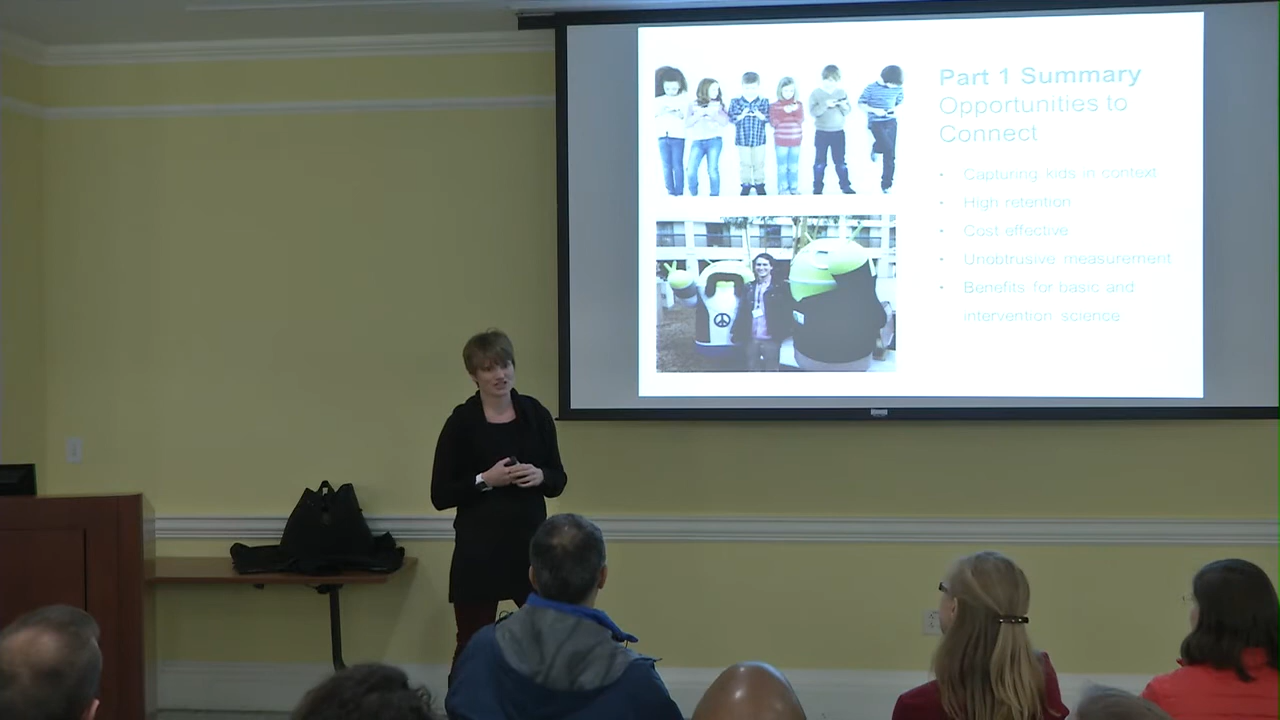 Part 1 Summary
Opportunities to
Connect
• Capturing kids in context
• High retention
• Cost effective
• Unobtrusive measurement
• Benefits for basic and
intervention science